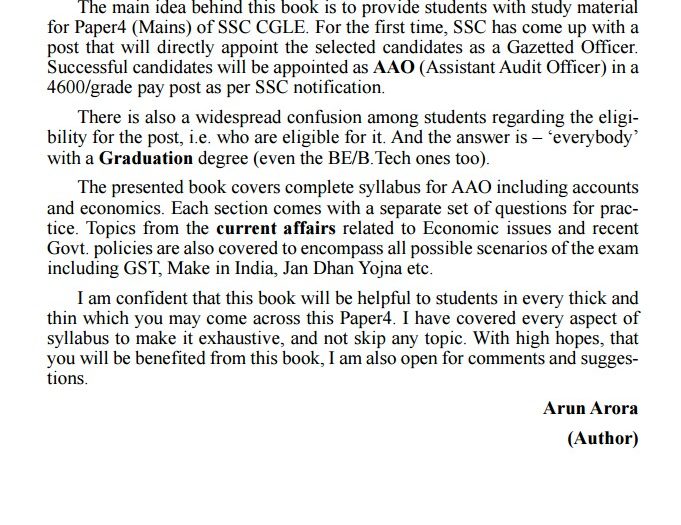 The main idea behind this book is to provide students with study material
for Paper4 (Mains) of SSC CGLE. For the first time, SSC has come up with a
post that will directly appoint the selected candidates as a Gazetted Officer.
Successful candidates will be appointed as AAO (Assistant Audit Officer) in a
4600/grade pay post as per SSC notification.
There is also a widespread confusion among students regarding the eligi-
bility for the post, i.e. who are eligible for it. And the answer is – ‘everybody’
with a Graduation degree (even the BE/B.Tech ones too).
The presented book covers complete syllabus for AAO including accounts
and economics. Each section comes with a separate set of questions for prac-
tice. Topics from the current affairs related to Economic issues and recent
Govt. policies are also covered to encompass all possible scenarios of the exam
including GST, Make in India, Jan Dhan Yojna etc.
I am confident that this book will be helpful to students in every thick and
thin which you may come across this Paper4. I have covered every aspect of
syllabus to make it exhaustive, and not skip any topic. With high hopes, that
you will be benefited from this book, I am also open for comments and sugges-
tions.
Arun Arora
(Author)